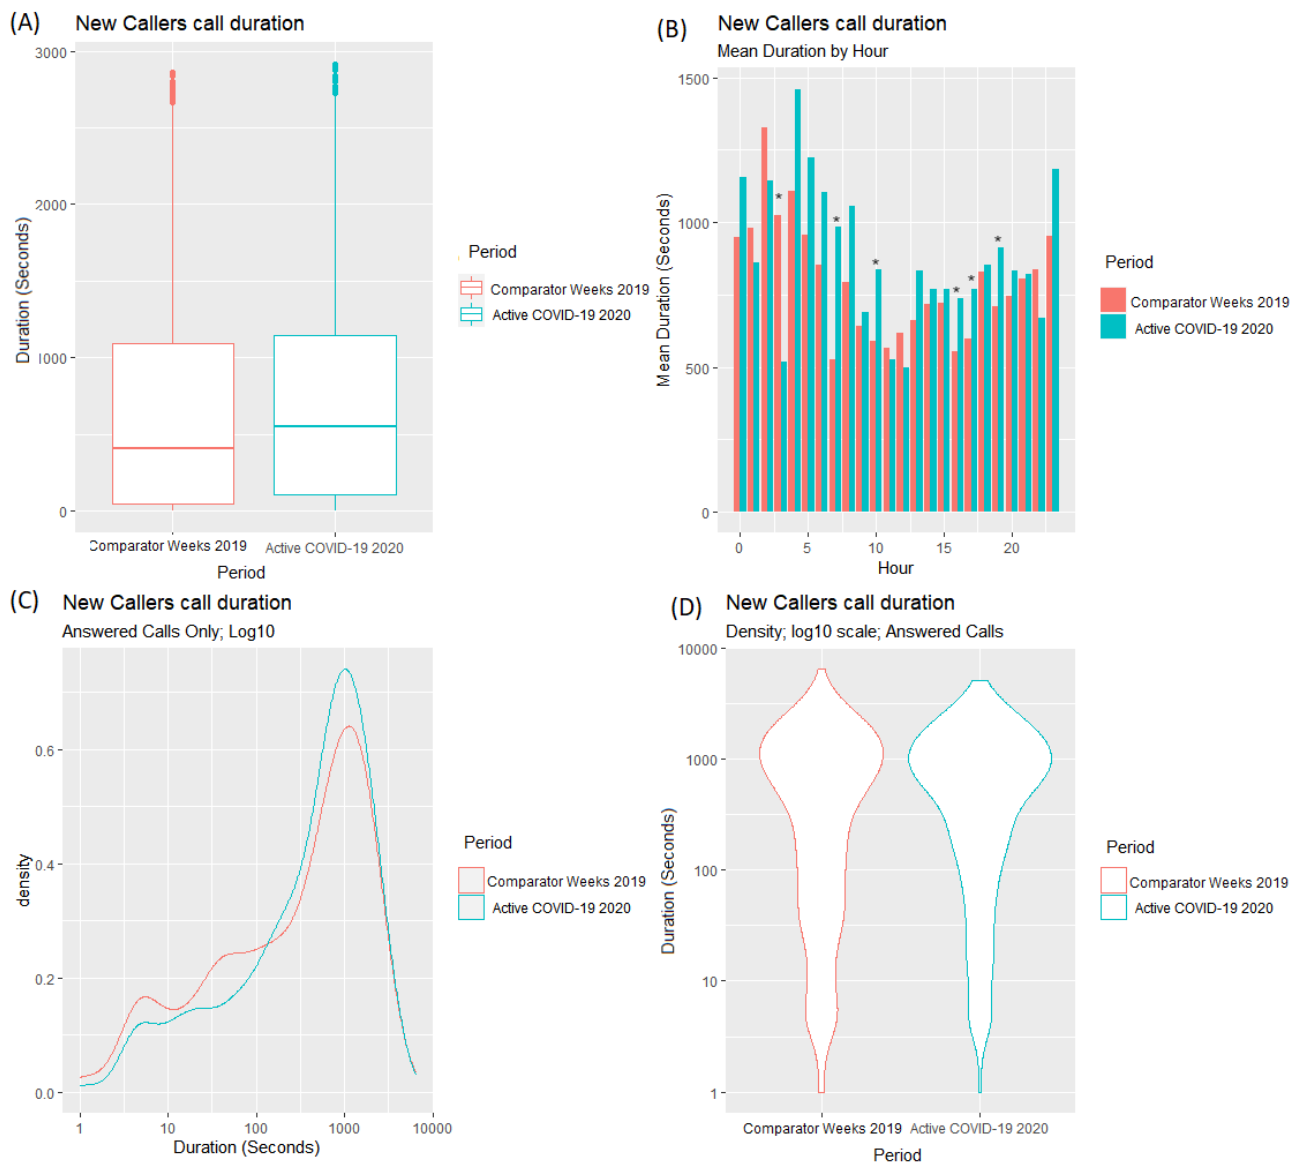 (A) New Callers call duration
3000
2000
1000
0
Duration (Seconds)
Comparator Weeks 2019 Active COVID-19 2020
Period
Period
Comparator Weeks 2019
Active COVID-19 2020
(B) New Callers call duration
Mean Duration by Hour
1500
1000
500
0
Mean Duration (Seconds)
* * * * * *
0 5 10 15 20
Hour
Period
Comparator Weeks 2019
Active COVID-19 2020
(C) New Callers call duration
Answered Calls Only; Log10
0.6
0.4
0.2
0.0
density
1 10 100 1000 10000
Duration (Seconds)
Period
Comparator Weeks 2019
Active COVID-19 2020
(D) New Callers call duration
Density; log10 scale; Answered Calls
10000
1000
100
10
1
Duration (Seconds)
Comparator Weeks 2019 Active COVID-19 2020
Period
Period
Comparator Weeks 2019
Active COVID-19 2020